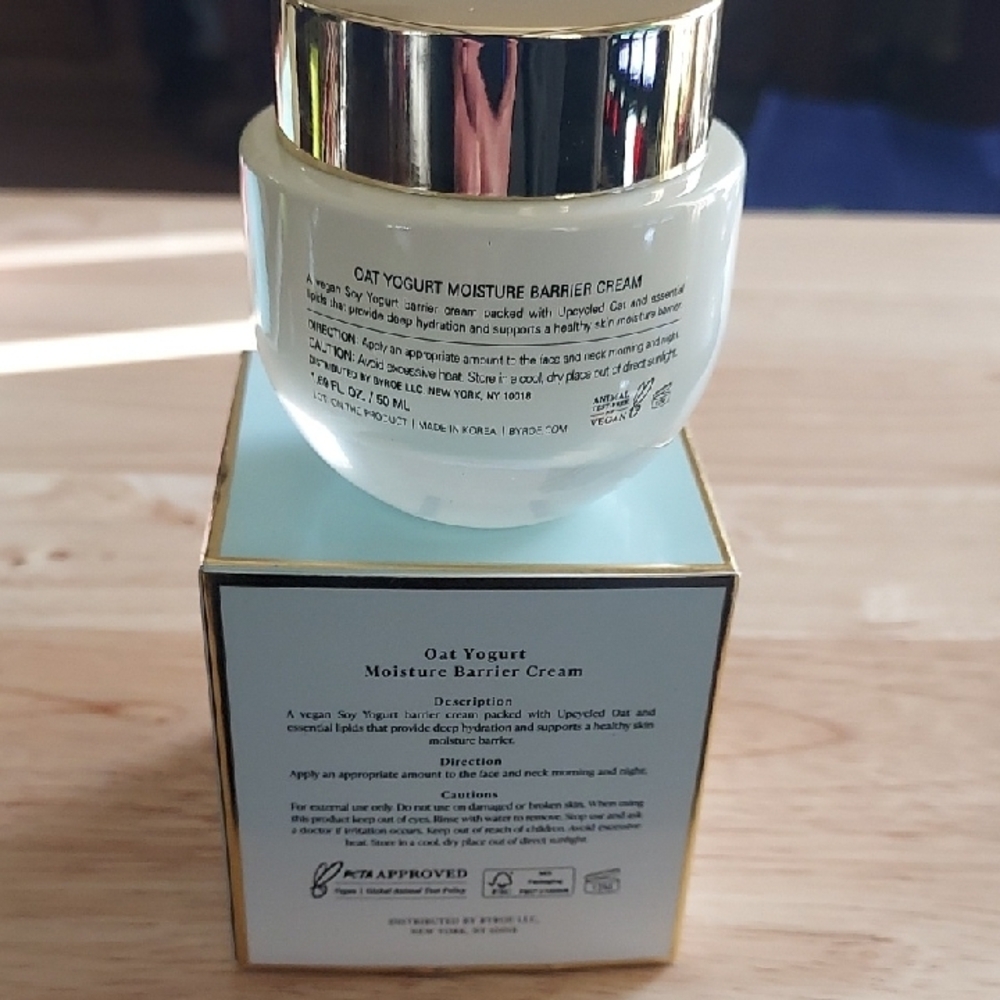 OAT YOGURT MOISTURE BARRIER CREAM
A vegan Soy Yogurt barrier cream packed with Upcycled Oat and essential
lipids that provide deep hydration and supports a healthy skin moisture barrier.
DIRECTION: Apply an appropriate amount to the face and neck morning and night.
CAUTION: Avoid excessive heat. Store in a cool, dry place out of direct sunlight.
DISTRIBUTED BY BYROE LLC, NEW YORK, NY 10018
1.69 FL. OZ. / 50 ML
LOT ON THE PRODUCT | MADE IN KOREA | BYROE.COM
ANIMAL
TEST-FREE
VEGAN
Oat Yogurt
Moisture Barrier Cream
Description
A vegan Soy Yogurt barrier cream packed with Upcycled Oat and
essential lipids that provide deep hydration and supports a healthy skin
moisture barrier.
Direction
Apply an appropriate amount to the face and neck morning and night.
Cautions
For external use only. Do not use on damaged or broken skin. When using
this product keep out of eyes. Rinse with water to remove. Stop use and ask
a doctor if irritation occurs. Keep out of reach of children. Avoid excessive
heat. Store in a cool, dry place out of direct sunlight.
PETA APPROVED
Vegan | Global Animal Test Policy
FSC
MIX
Packaging
DISTRIBUTED BY BYROE LLC,
NEW YORK, NY 10018